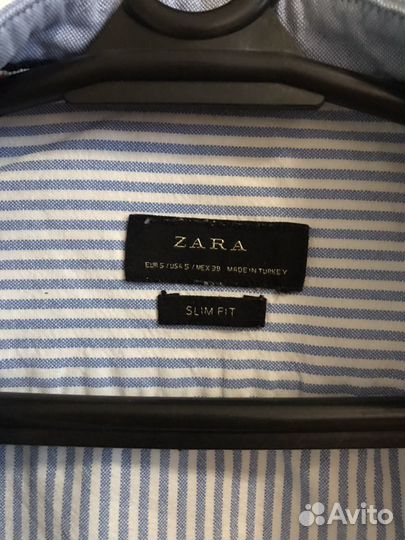 ZARA
EUR S / USA S / MEX 38 MADE IN TURKEY
SLIM FIT
Avito